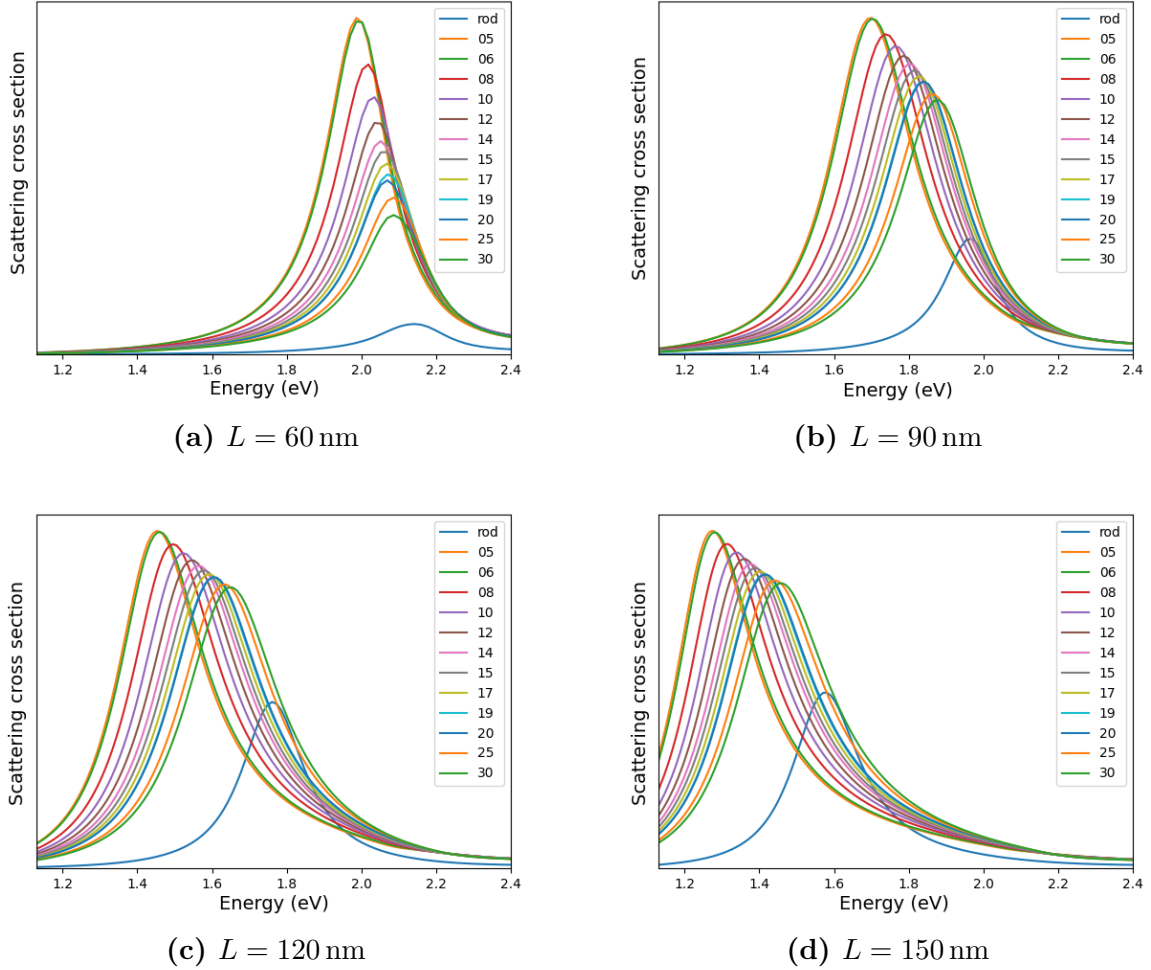 Scattering cross section
rod
05
06
08
10
12
14
15
17
19
20
25
30
1.2 1.4 1.6 1.8 2.0 2.2 2.4
Energy (eV)
(a) L = 60 nm
Scattering cross section
rod
05
06
08
10
12
14
15
17
19
20
25
30
1.2 1.4 1.6 1.8 2.0 2.2 2.4
Energy (eV)
(b) L = 90 nm
Scattering cross section
rod
05
06
08
10
12
14
15
17
19
20
25
30
1.2 1.4 1.6 1.8 2.0 2.2 2.4
Energy (eV)
(c) L = 120 nm
Scattering cross section
rod
05
06
08
10
12
14
15
17
19
20
25
30
1.2 1.4 1.6 1.8 2.0 2.2 2.4
Energy (eV)
(d) L = 150 nm